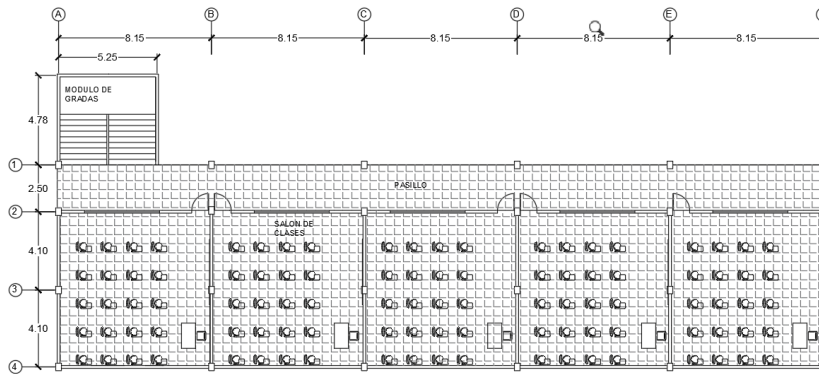 A
B
C
D
E
8.15
8.15
8.15
8.15
8.15
5.25
MODULO DE
GRADAS
4.78
1
2.50
PASILLO
2
SALON DE
CLASES
4.10
3
4.10
4